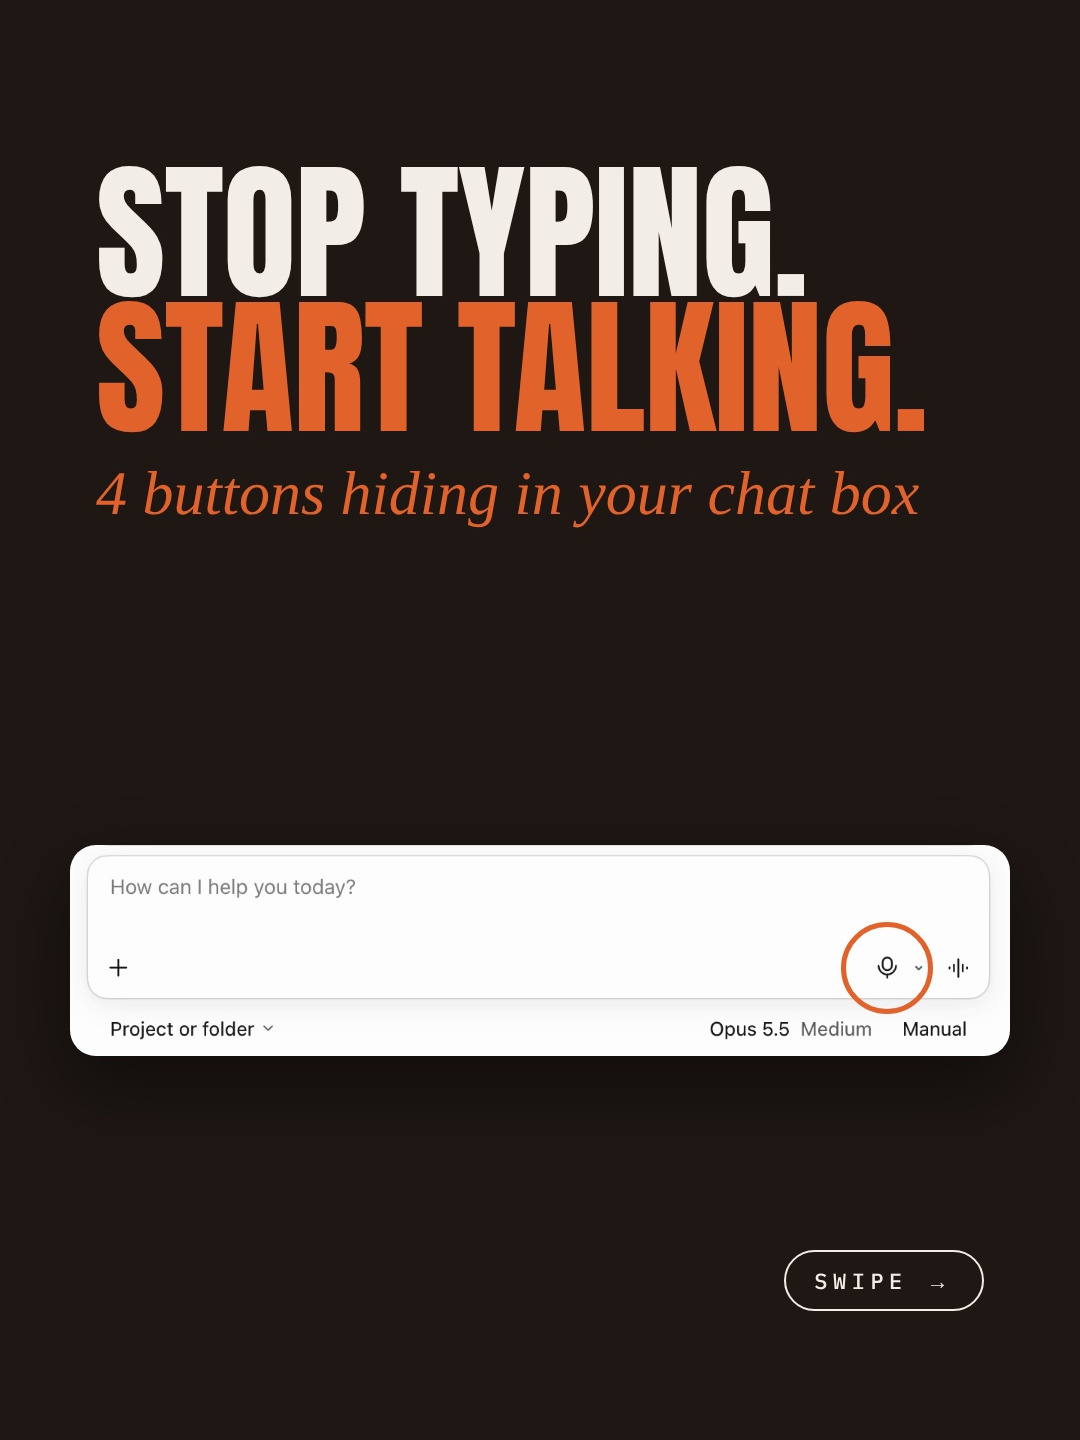 STOP TYPING.
START TALKING.
4 buttons hiding in your chat box
How can I help you today?
Project or folder
Opus 5.5 Medium Manual
SWIPE →